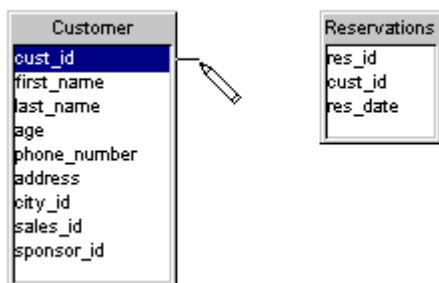 Customer
cust_id
first_name
last_name
age
phone_number
address
city_id
sales_id
sponsor_id
Reservations
res_id
cust_id
res_date